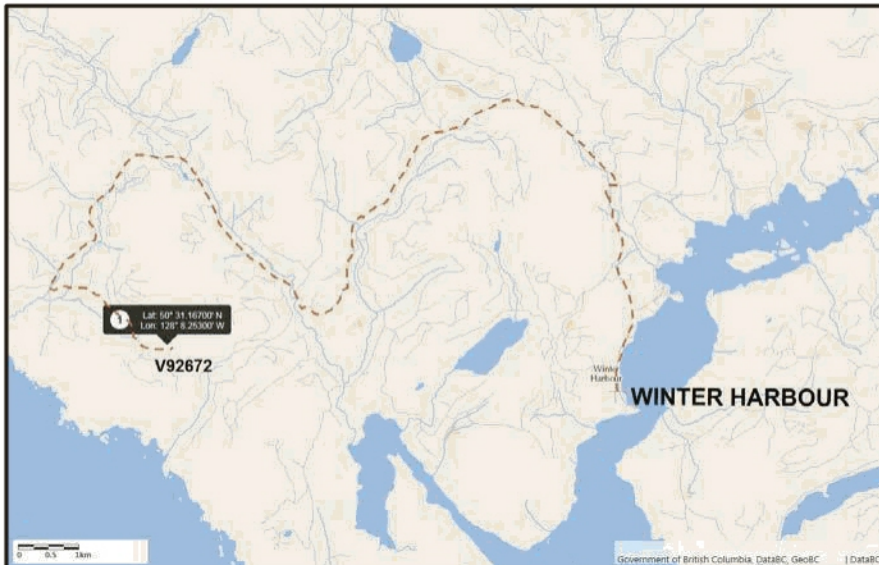 1
Lat: 50° 31.16700' N
Lon: 128° 8.25300' W
V92672
Winter
Harbour
WINTER HARBOUR
0 0.5 1km
Government of British Columbia, DataBC, GeoBC | DataBC